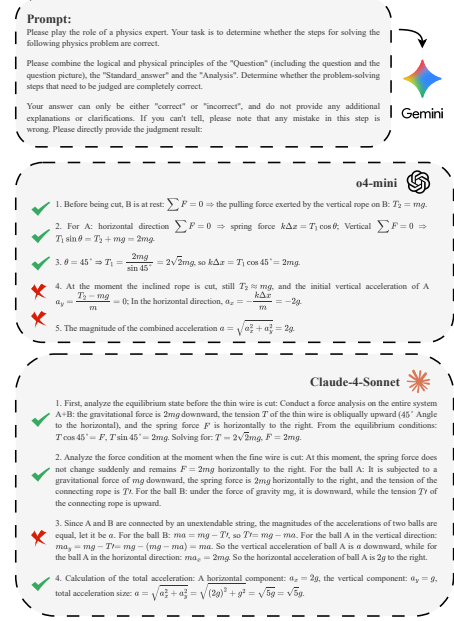 Prompt:
Please play the role of a physics expert. Your task is to determine whether the steps for solving the
following physics problem are correct.
Please combine the logical and physical principles of the "Question" (including the question and the
question picture), the "Standard_answer" and the "Analysis". Determine whether the problem-solving
steps that need to be judged are completely correct.
Your answer can only be either "correct" or "incorrect", and do not provide any additional
explanations or clarifications. If you can't tell, please note that any mistake in this step is
wrong. Please directly provide the judgment result:
Gemini
o4-mini
1. Before being cut, B is at rest: ∑F = 0 ⇒ the pulling force exerted by the vertical rope on B: T₂ = mg.
2. For A: horizontal direction ∑F = 0 ⇒ spring force kΔx = T₁ cos θ; Vertical ∑F = 0 ⇒
T₁ sin θ = T₂ + mg = 2mg.
3. θ = 45° ⇒ T₁ = 2mg / sin 45° = 2√2mg, so kΔx = T₁ cos 45° = 2mg.
4. At the moment the inclined rope is cut, still T₂ ≈ mg, and the initial vertical acceleration of A
aᵧ = (T₂ − mg) / m = 0; In the horizontal direction, aₓ = −kΔx / m = −2g.
5. The magnitude of the combined acceleration a = √(aₓ² + aᵧ²) = 2g.
Claude-4-Sonnet
1. First, analyze the equilibrium state before the thin wire is cut: Conduct a force analysis on the entire system
A+B: the gravitational force is 2mg downward, the tension T of the thin wire is obliquely upward (45° Angle
to the horizontal), and the spring force F is horizontally to the right. From the equilibrium conditions:
T cos 45° = F, T sin 45° = 2mg. Solving for: T = 2√2mg, F = 2mg.
2. Analyze the force condition at the moment when the fine wire is cut: At this moment, the spring force does
not change suddenly and remains F = 2mg horizontally to the right. For the ball A: It is subjected to a
gravitational force of mg downward, the spring force is 2mg horizontally to the right, and the tension of the
connecting rope is T′. For the ball B: under the force of gravity mg, it is downward, while the tension T′ of
the connecting rope is upward.
3. Since A and B are connected by an unextendable string, the magnitudes of the accelerations of two balls are
equal, let it be a. For the ball B: ma = mg − T′, so T′ = mg − ma. For the ball A in the vertical direction:
maᵧ = mg − T′ = mg − (mg − ma) = ma. So the vertical acceleration of ball A is a downward, while for
the ball A in the horizontal direction: maₓ = 2mg. So the horizontal acceleration of ball A is 2g to the right.
4. Calculation of the total acceleration: A horizontal component: aₓ = 2g, the vertical component: aᵧ = g,
total acceleration size: a = √(aₓ² + aᵧ²) = √((2g)² + g²) = √5g = √5g.